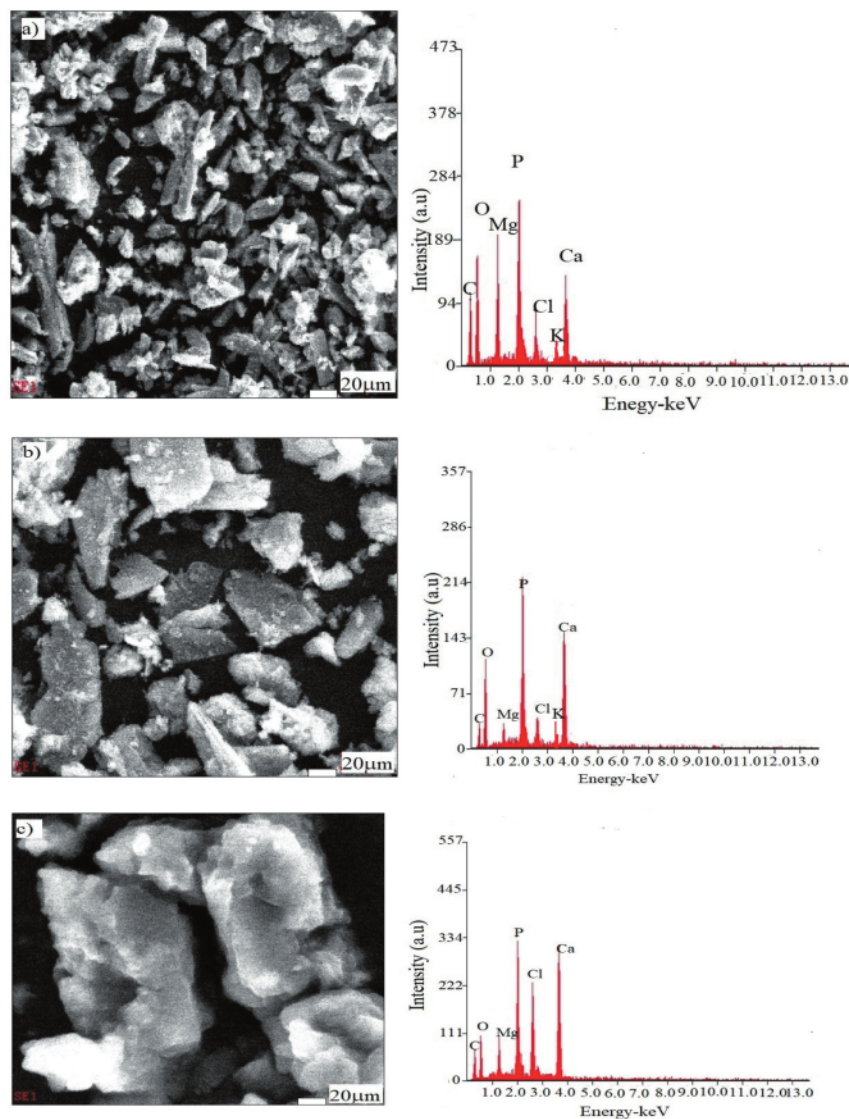 a)
SE1
20μm
473
378
284
189
94
0
Intensity (a.u)
C
O
Mg
P
Cl
K
Ca
1.0 2.0 3.0 4.0 5.0 6.0 7.0 8.0 9.0 10.0 11.0 12.0 13.0
Enegy-keV
b)
SE1
20μm
357
286
214
143
71
0
Intensity (a.u)
C
O
Mg
P
Cl
K
Ca
1.0 2.0 3.0 4.0 5.0 6.0 7.0 8.0 9.0 10.0 11.0 12.0 13.0
Energy-keV
c)
SE1
20μm
557
445
334
222
111
0
Intensity (a.u)
C
O
Mg
P
Cl
Ca
1.0 2.0 3.0 4.0 5.0 6.0 7.0 8.0 9.0 10.0 11.0 12.0 13.0
Energy-keV